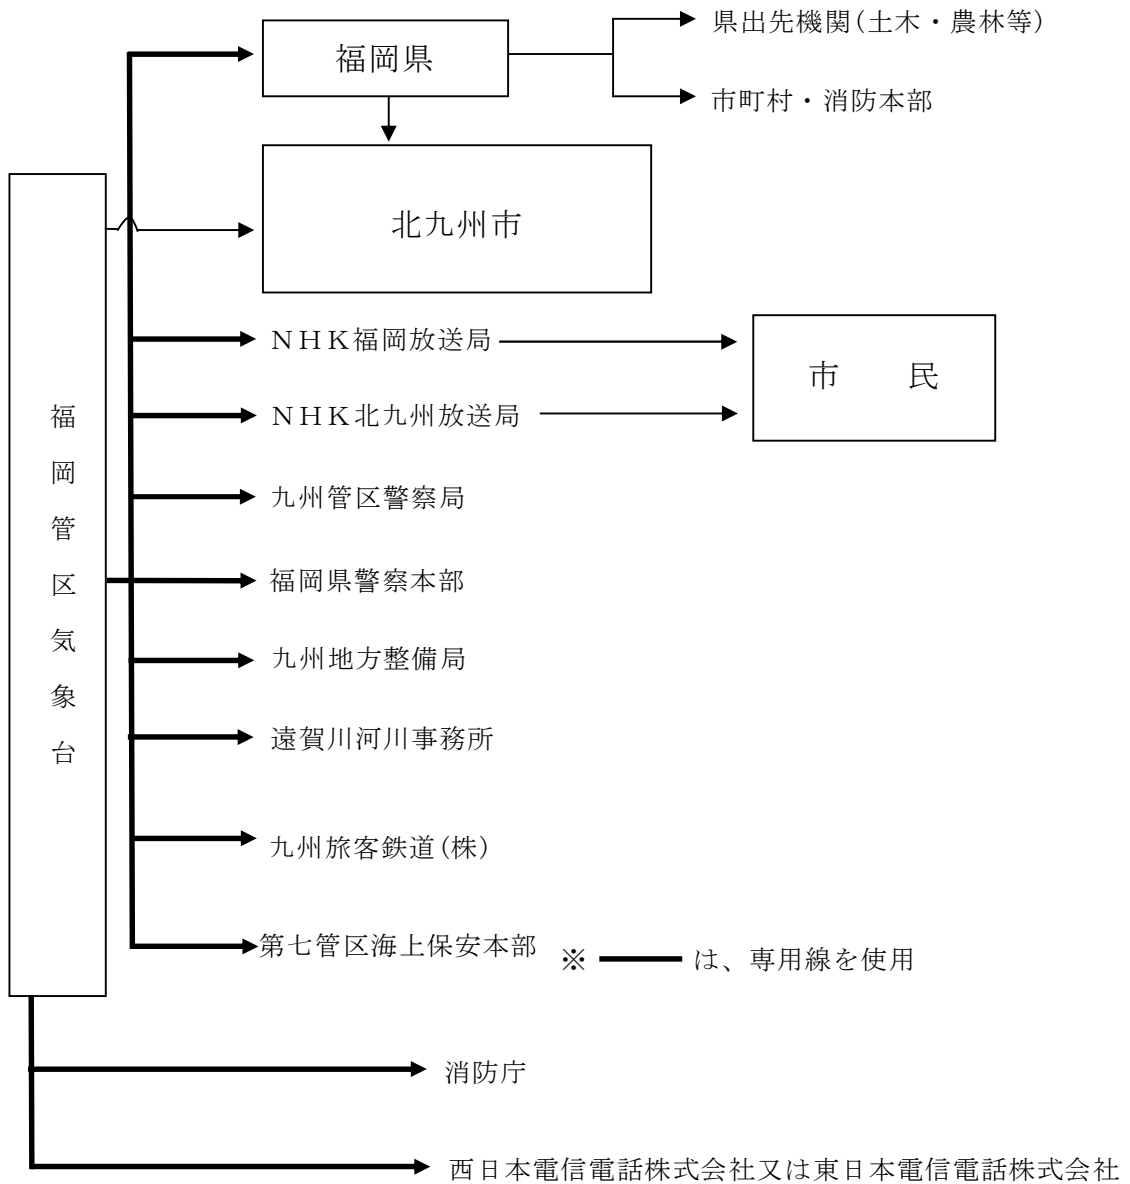 県出先機関(土木・農林等)
福岡県
市町村・消防本部
北九州市
福岡管区気象台
NHK福岡放送局
市　　民
NHK北九州放送局
九州管区警察局
福岡県警察本部
九州地方整備局
遠賀川河川事務所
九州旅客鉄道(株)
第七管区海上保安本部
※ ━━━ は、専用線を使用
消防庁
西日本電信電話株式会社又は東日本電信電話株式会社